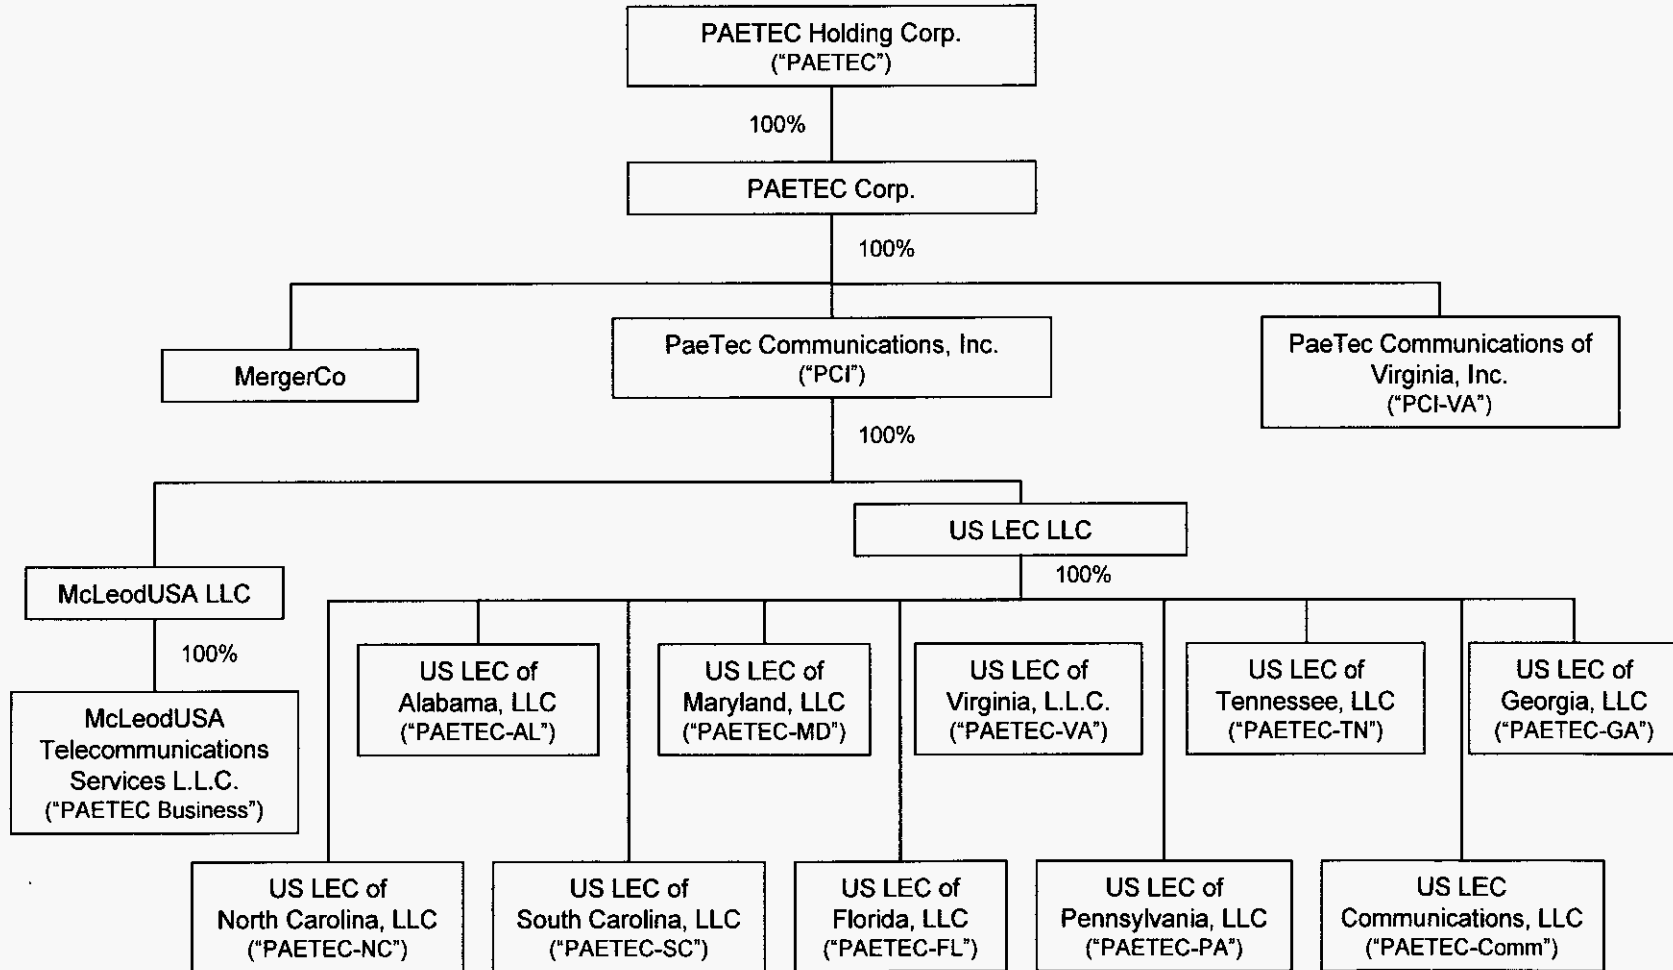 PAETEC Holding Corp.
("PAETEC")
100%
PAETEC Corp.
100%
MergerCo
PaeTec Communications, Inc.
("PCI")
PaeTec Communications of
Virginia, Inc.
("PCI-VA")
100%
US LEC LLC
100%
McLeodUSA LLC
100%
McLeodUSA
Telecommunications
Services L.L.C.
("PAETEC Business")
US LEC of
Alabama, LLC
("PAETEC-AL")
US LEC of
Maryland, LLC
("PAETEC-MD")
US LEC of
Virginia, L.L.C.
("PAETEC-VA")
US LEC of
Tennessee, LLC
("PAETEC-TN")
US LEC of
Georgia, LLC
("PAETEC-GA")
US LEC of
North Carolina, LLC
("PAETEC-NC")
US LEC of
South Carolina, LLC
("PAETEC-SC")
US LEC of
Florida, LLC
("PAETEC-FL")
US LEC of
Pennsylvania, LLC
("PAETEC-PA")
US LEC
Communications, LLC
("PAETEC-Comm")